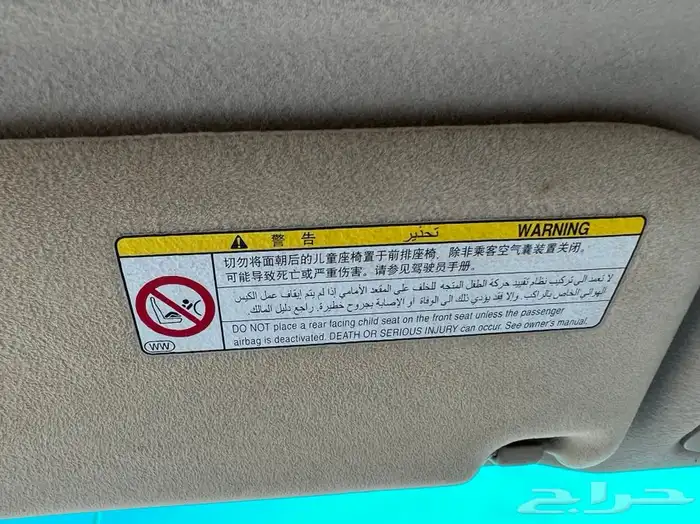 警告 تحذير WARNING
切勿将面朝后的儿童座椅置于前排座椅，除非乘客空气囊装置关闭。
可能导致死亡或严重伤害。请参见驾驶员手册.
لا تعمد الى تركيب نظام تقييد حركة الطفل المتجه للخلف على المقعد الأمامي اذا لم يتم إيقاف عمل الكيس
الهوائي الخاص بالراكب. والا فقد يؤدي ذلك الى الوفاة أو الإصابة بجروح خطيرة. راجع دليل المالك.
DO NOT place a rear facing child seat on the front seat unless the passenger
airbag is deactivated. DEATH OR SERIOUS INJURY can occur. See owner's manual.
WW
حراج